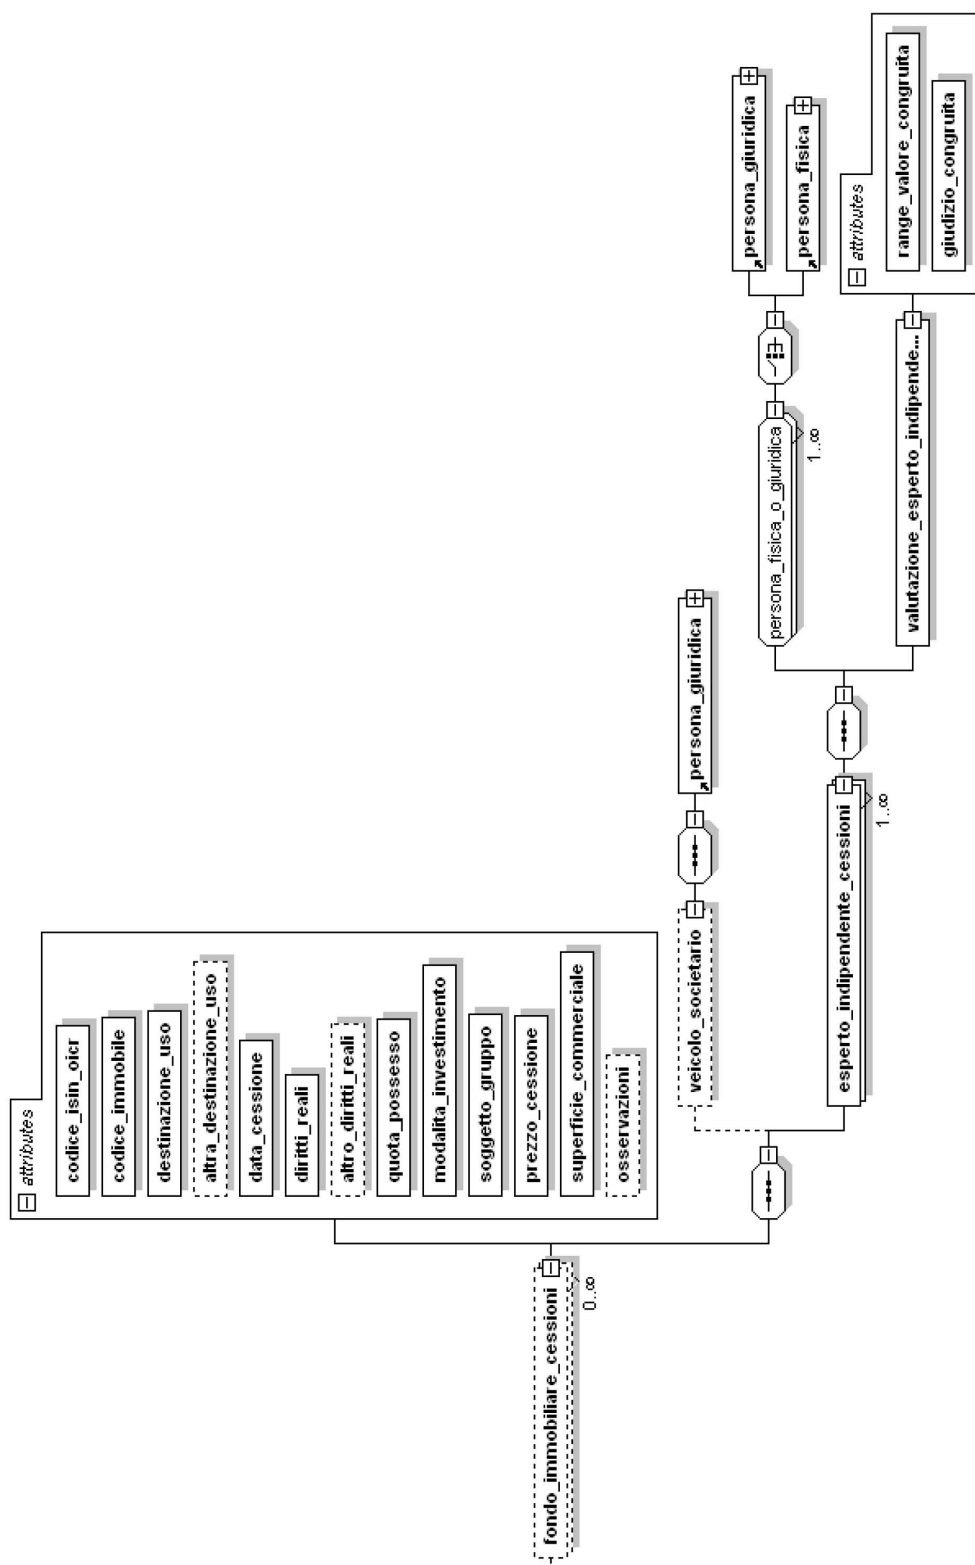 fondo_immobiliare_cessioni
0..∞
attributes
codice_isin_oicr
codice_immobile
destinazione_uso
altra_destinazione_uso
data_cessione
diritti_reali
altro_diritti_reali
quota_possesso
modalita_investimento
soggetto_gruppo
prezzo_cessione
superficie_commerciale
osservazioni
veicolo_societario
persona_giuridica
esperto_indipendente_cessioni
1..∞
persona_fisica_o_giuridica
1..∞
persona_giuridica
persona_fisica
valutazione_esperto_indipende...
attributes
range_valore_congruita
giudizio_congruita